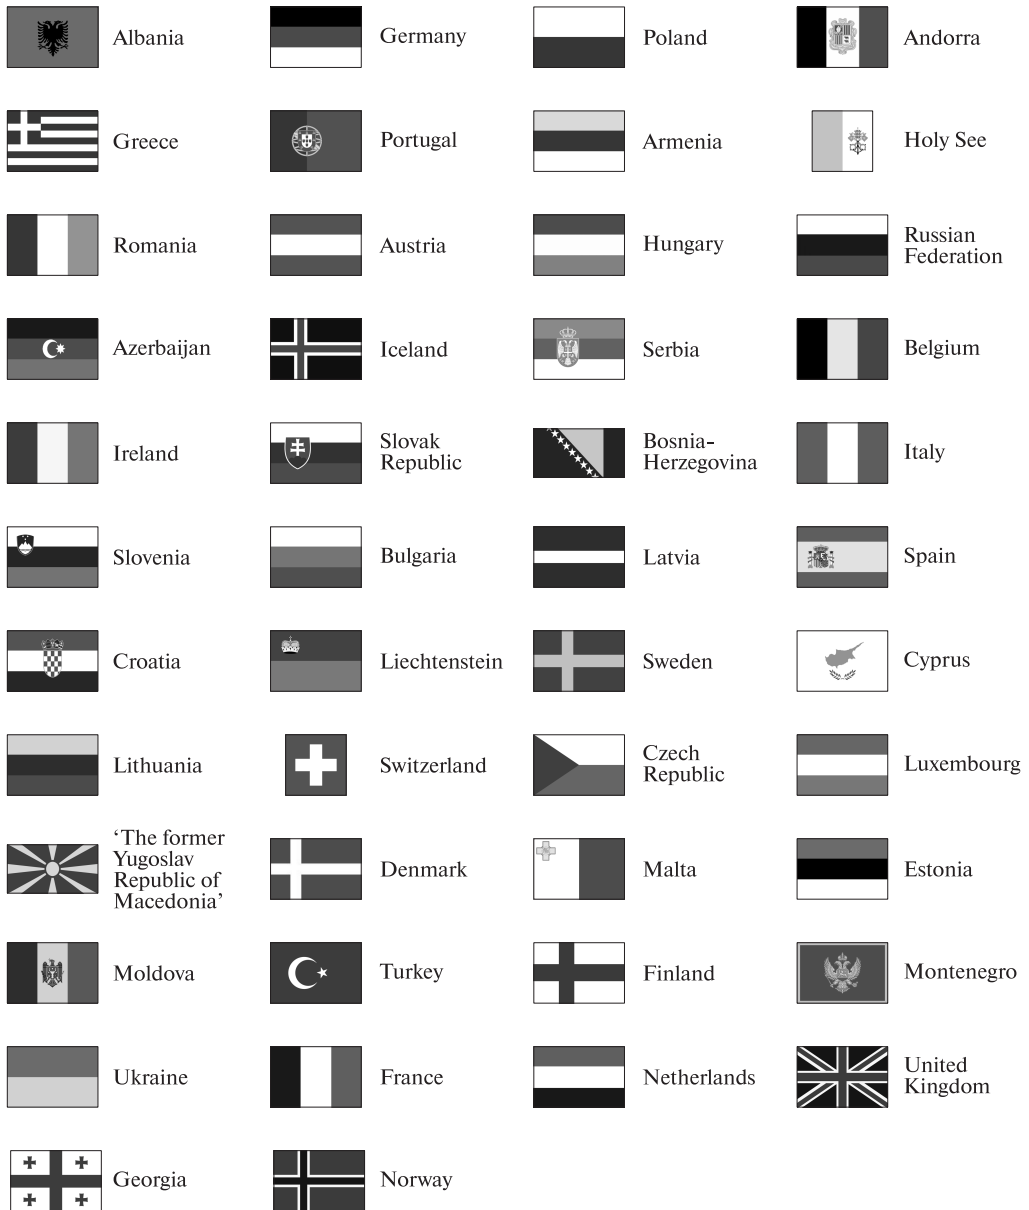 Albania
Germany
Poland
Andorra
Greece
Portugal
Armenia
Holy See
Romania
Austria
Hungary
Russian
Federation
Azerbaijan
Iceland
Serbia
Belgium
Ireland
Slovak
Republic
Bosnia-
Herzegovina
Italy
Slovenia
Bulgaria
Latvia
Spain
Croatia
Liechtenstein
Sweden
Cyprus
Lithuania
Switzerland
Czech
Republic
Luxembourg
‘The former
Yugoslav
Republic of
Macedonia’
Denmark
Malta
Estonia
Moldova
Turkey
Finland
Montenegro
Ukraine
France
Netherlands
United
Kingdom
Georgia
Norway